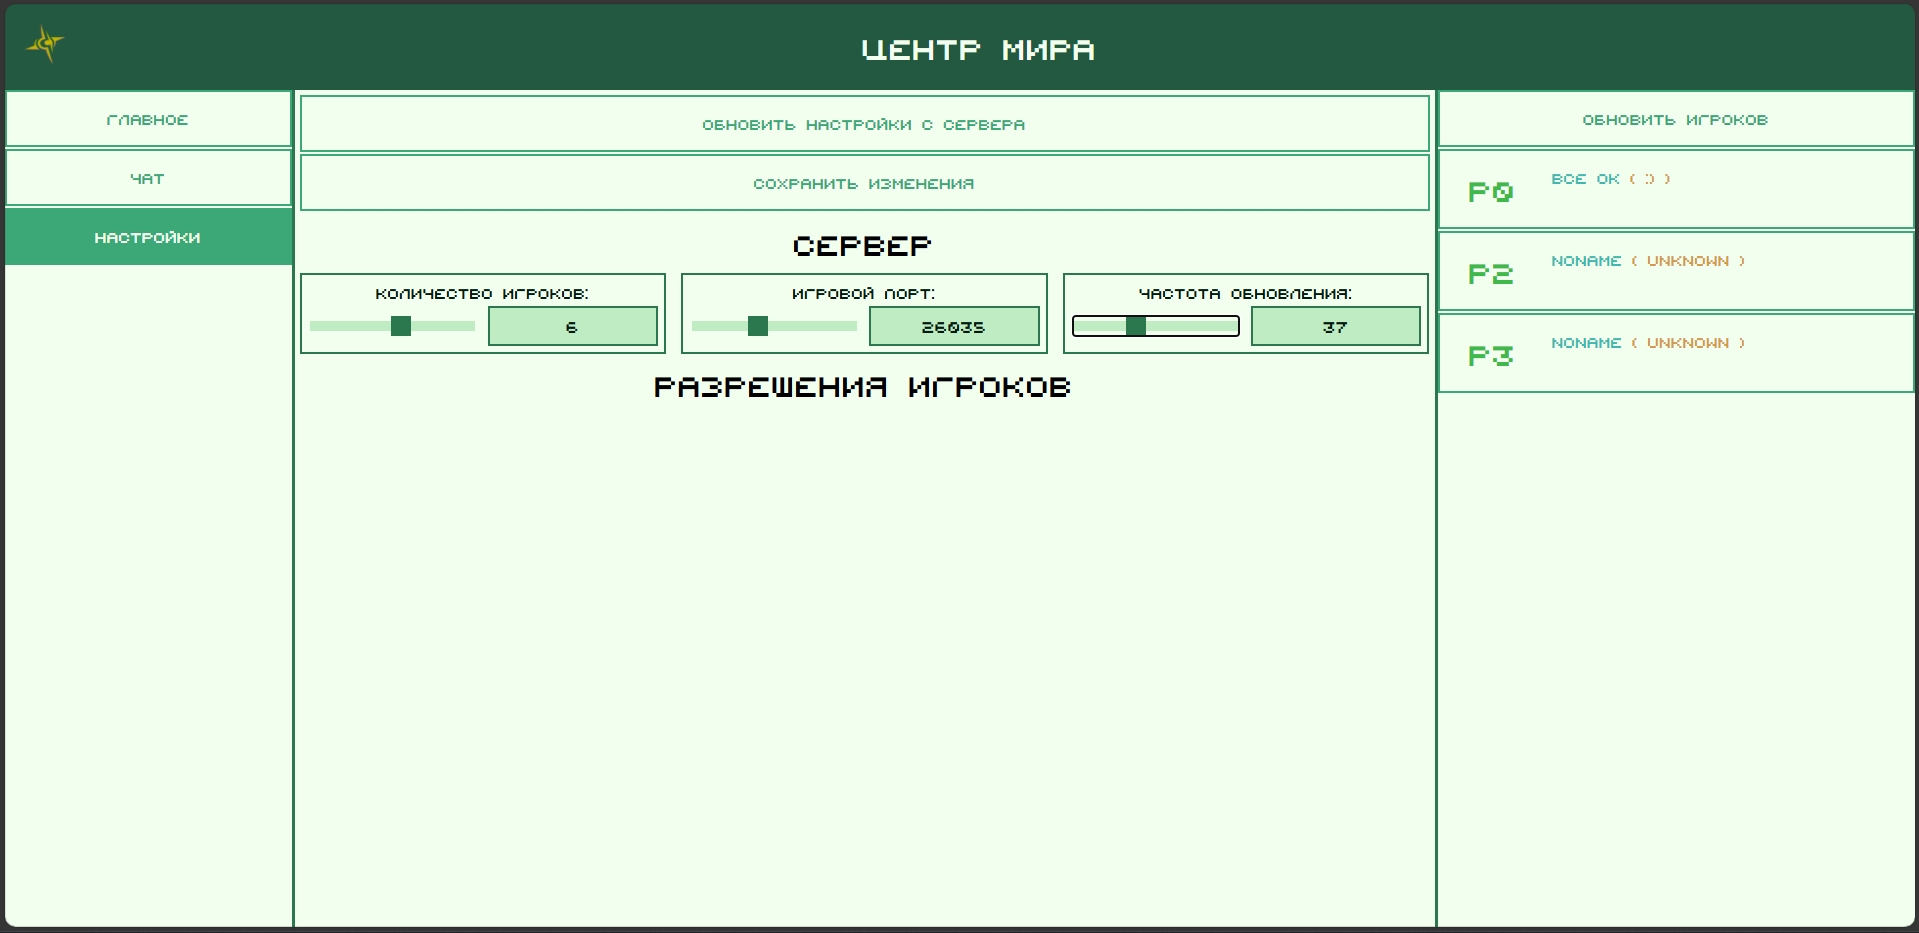 ЦЕНТР МИРА
ГЛАВНОЕ
ЧАТ
НАСТРОЙКИ
ОБНОВИТЬ НАСТРОЙКИ С СЕРВЕРА
СОХРАНИТЬ ИЗМЕНЕНИЯ
СЕРВЕР
КОЛИЧЕСТВО ИГРОКОВ:
6
ИГРОВОЙ ПОРТ:
26035
ЧАСТОТА ОБНОВЛЕНИЯ:
37
РАЗРЕШЕНИЯ ИГРОКОВ
ОБНОВИТЬ ИГРОКОВ
P0
ВСЕ ОК ( :) )
P2
NONAME ( UNKNOWN )
P3
NONAME ( UNKNOWN )